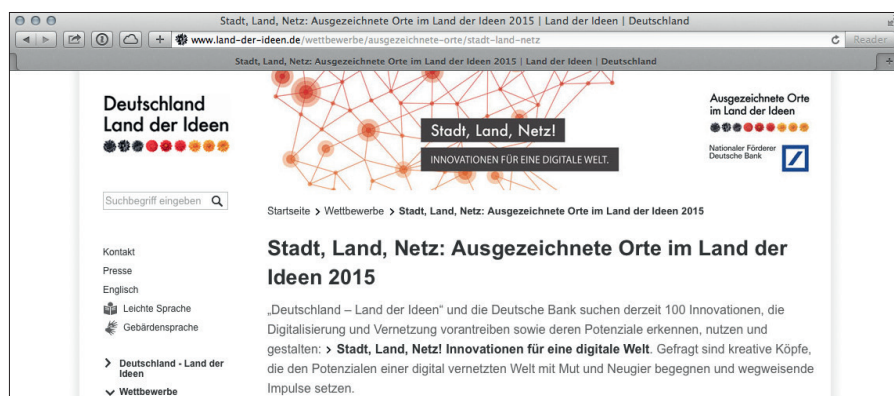 Stadt, Land, Netz: Ausgezeichnete Orte im Land der Ideen 2015 | Land der Ideen | Deutschland
www.land-der-ideen.de/wettbewerbe/ausgezeichnete-orte/stadt-land-netz
Reader
Stadt, Land, Netz: Ausgezeichnete Orte im Land der Ideen 2015 | Land der Ideen | Deutschland
Deutschland
Land der Ideen
Stadt, Land, Netz!
INNOVATIONEN FÜR EINE DIGITALE WELT.
Ausgezeichnete Orte
im Land der Ideen
Nationaler Förderer
Deutsche Bank
Suchbegriff eingeben
Startseite > Wettbewerbe > Stadt, Land, Netz: Ausgezeichnete Orte im Land der Ideen 2015
Kontakt
Presse
Englisch
Leichte Sprache
Gebärdensprache
> Deutschland - Land der
Ideen
Wettbewerbe
Stadt, Land, Netz: Ausgezeichnete Orte im Land der
Ideen 2015
„Deutschland – Land der Ideen“ und die Deutsche Bank suchen derzeit 100 Innovationen, die
Digitalisierung und Vernetzung vorantreiben sowie deren Potenziale erkennen, nutzen und
gestalten: > Stadt, Land, Netz! Innovationen für eine digitale Welt. Gefragt sind kreative Köpfe,
die den Potenzialen einer digital vernetzten Welt mit Mut und Neugier begegnen und wegweisende
Impulse setzen.